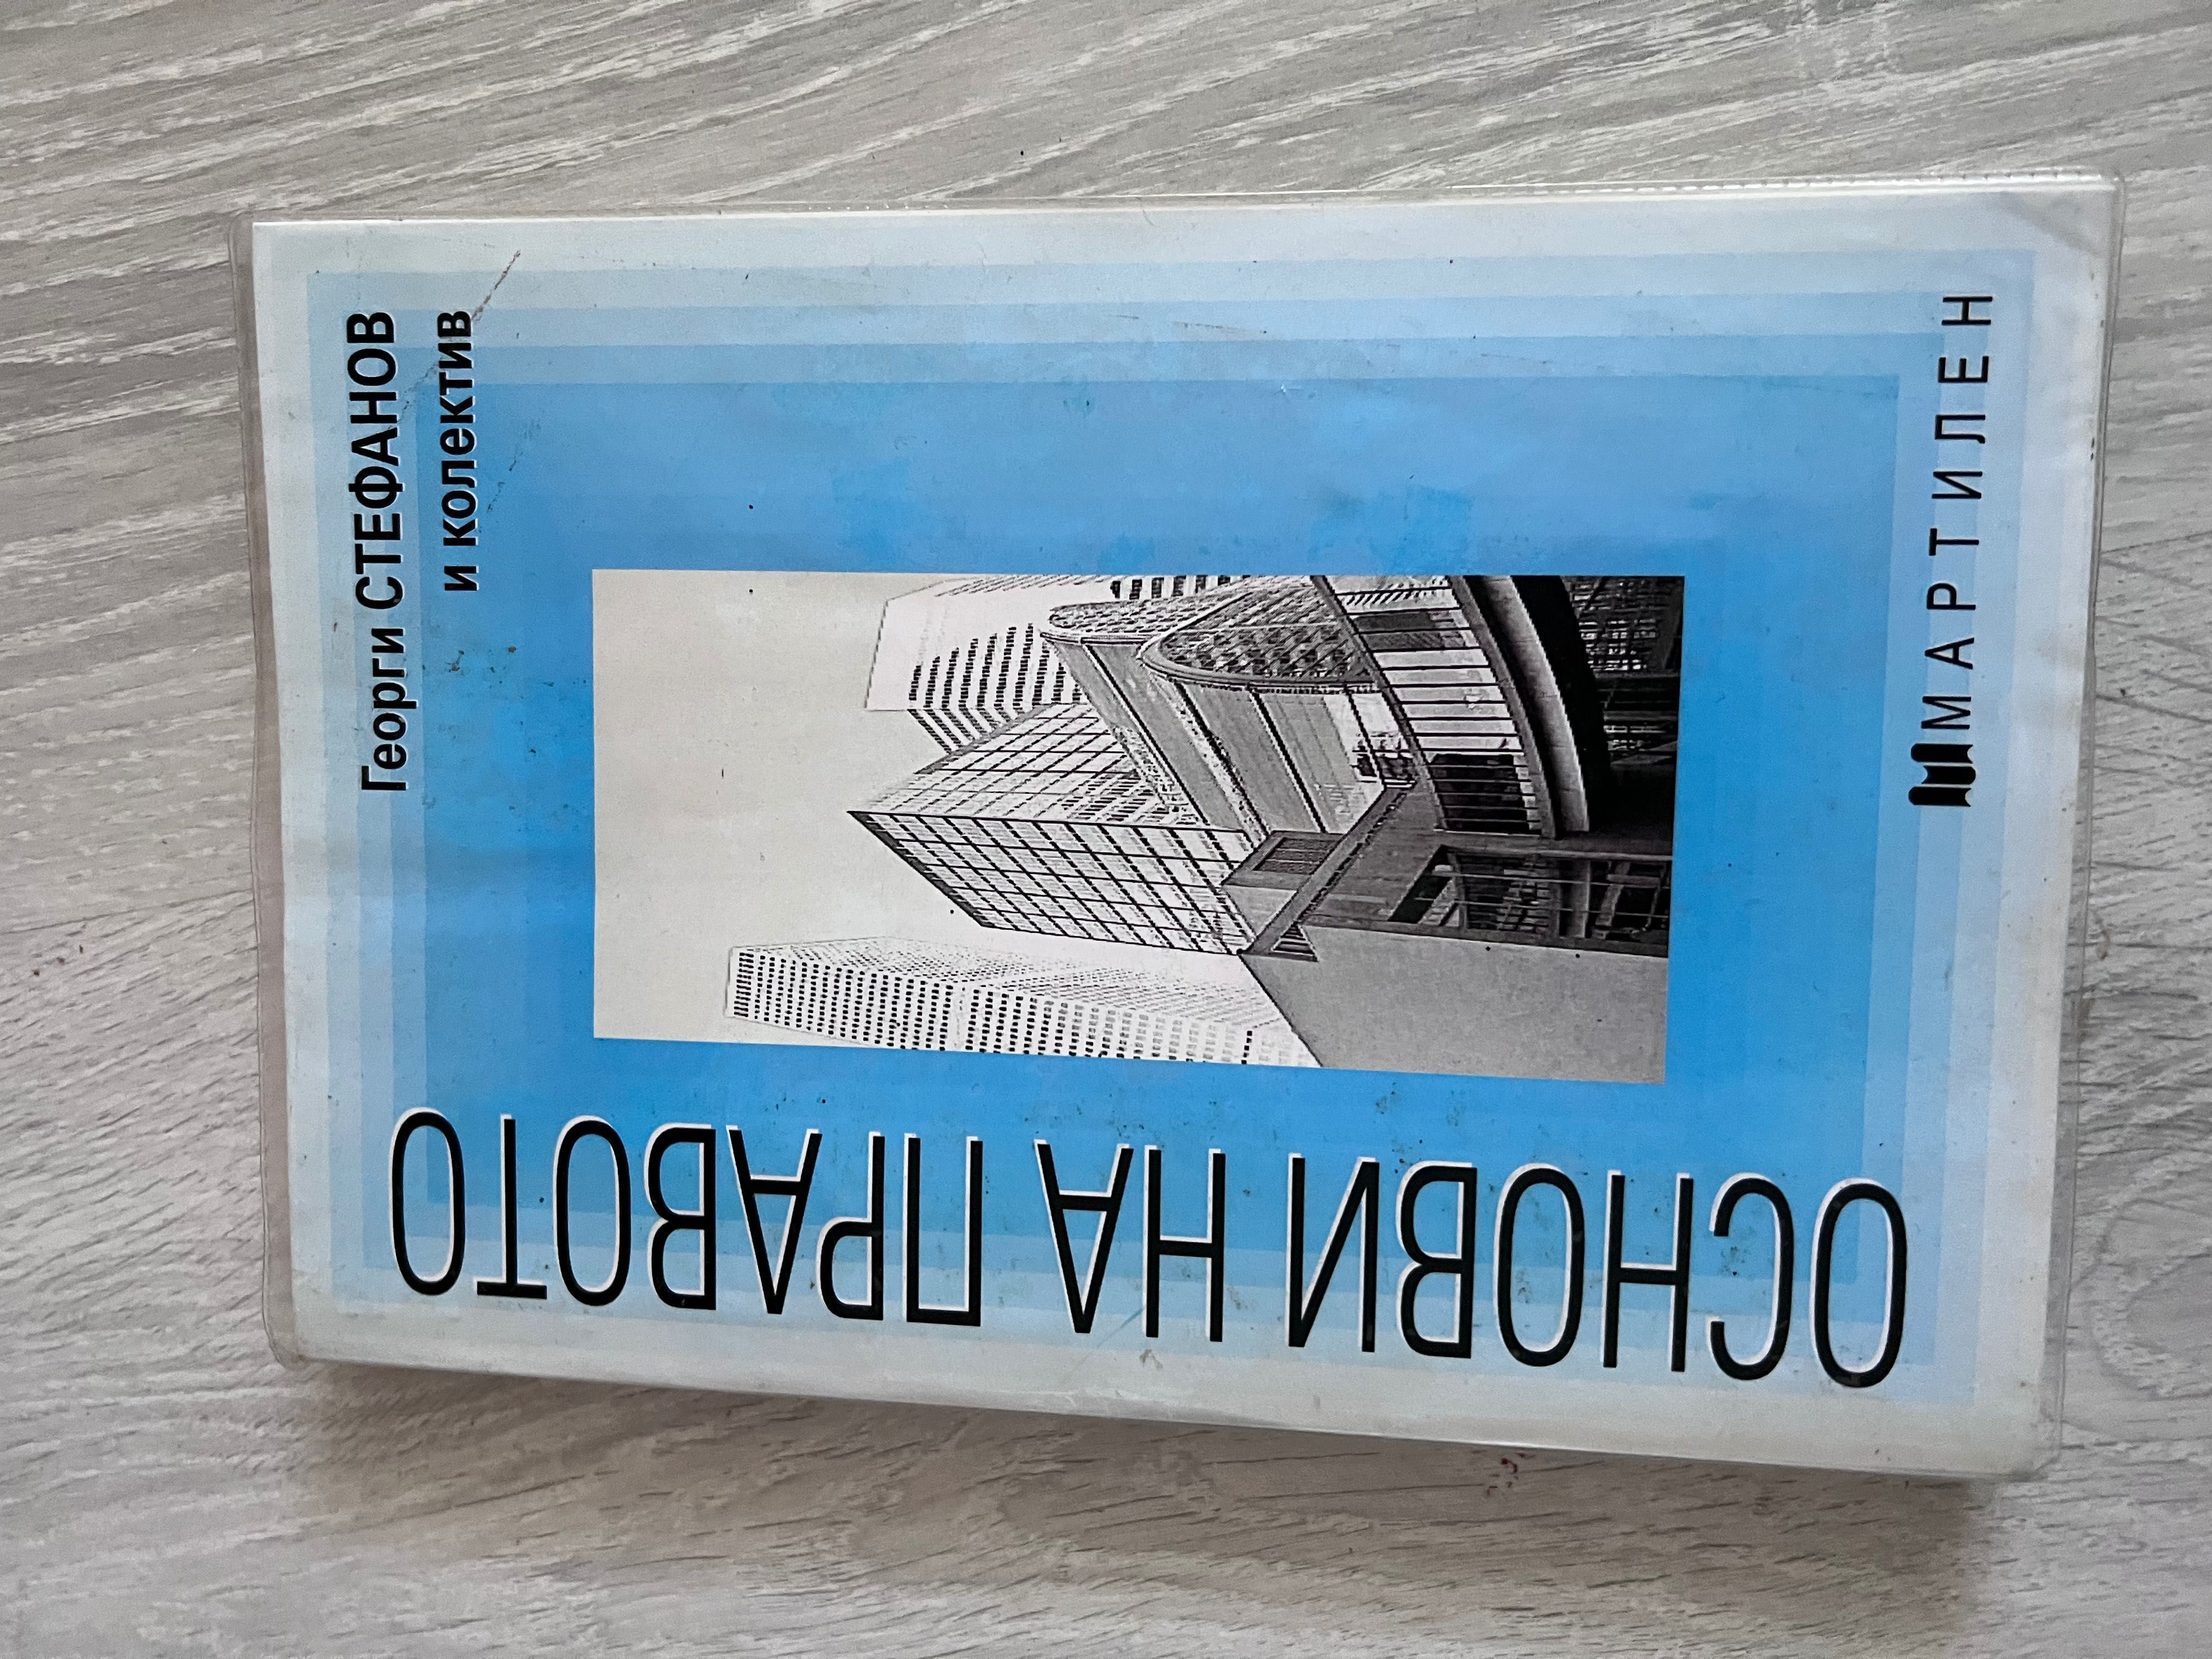 Георги СТЕФАНОВ
и колектив
ОСНОВИ НА ПРАВОТО
МАРТИЛЕН